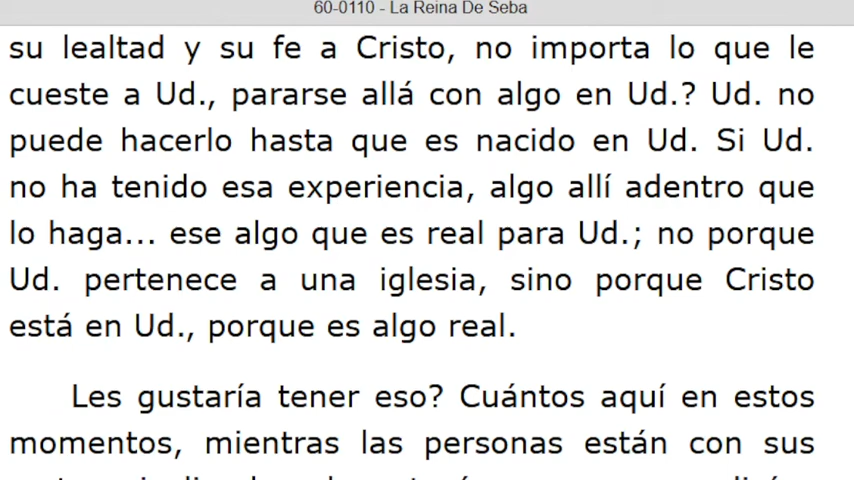 60-0110 - La Reina De Seba
su lealtad y su fe a Cristo, no importa lo que le
cueste a Ud., pararse allá con algo en Ud.? Ud. no
puede hacerlo hasta que es nacido en Ud. Si Ud.
no ha tenido esa experiencia, algo allí adentro que
lo haga... ese algo que es real para Ud.; no porque
Ud. pertenece a una iglesia, sino porque Cristo
está en Ud., porque es algo real.
Les gustaría tener eso? Cuántos aquí en estos
momentos, mientras las personas están con sus